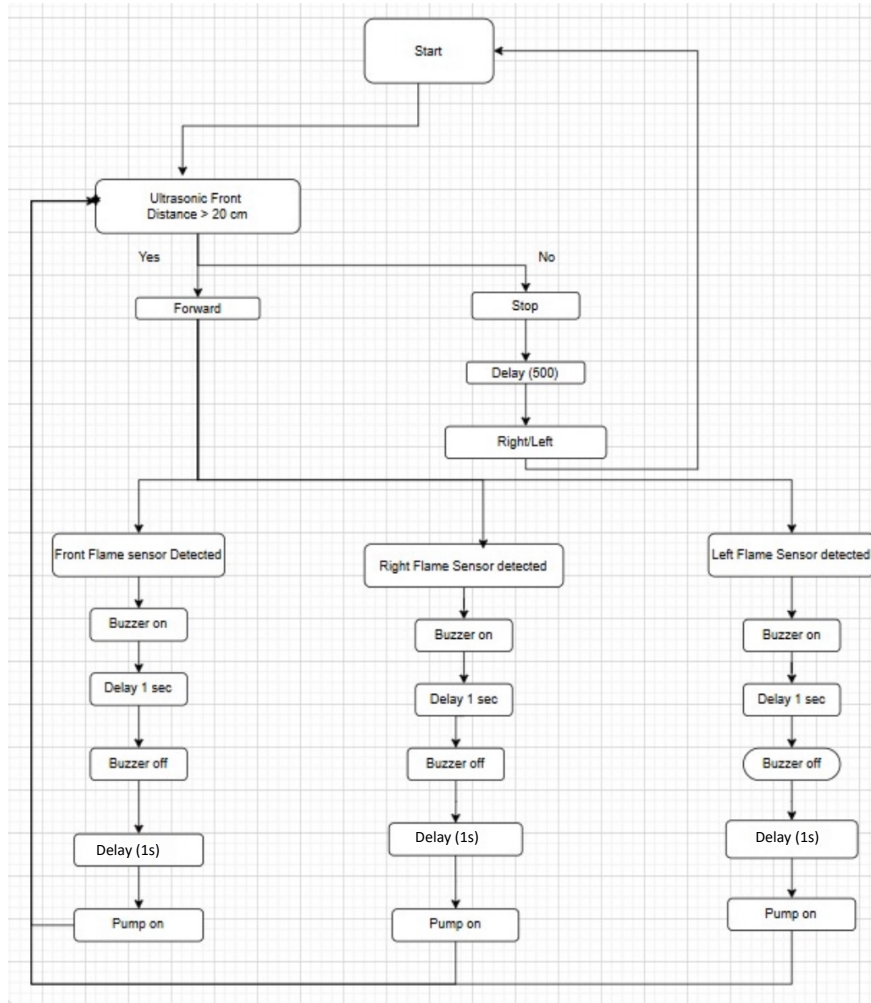 Start
Ultrasonic Front
Distance > 20 cm
Yes
No
Forward
Stop
Delay (500)
Right/Left
Front Flame sensor Detected
Right Flame Sensor detected
Left Flame Sensor detected
Buzzer on
Buzzer on
Buzzer on
Delay 1 sec
Delay 1 sec
Delay 1 sec
Buzzer off
Buzzer off
Buzzer off
Delay (1s)
Delay (1s)
Delay (1s)
Pump on
Pump on
Pump on